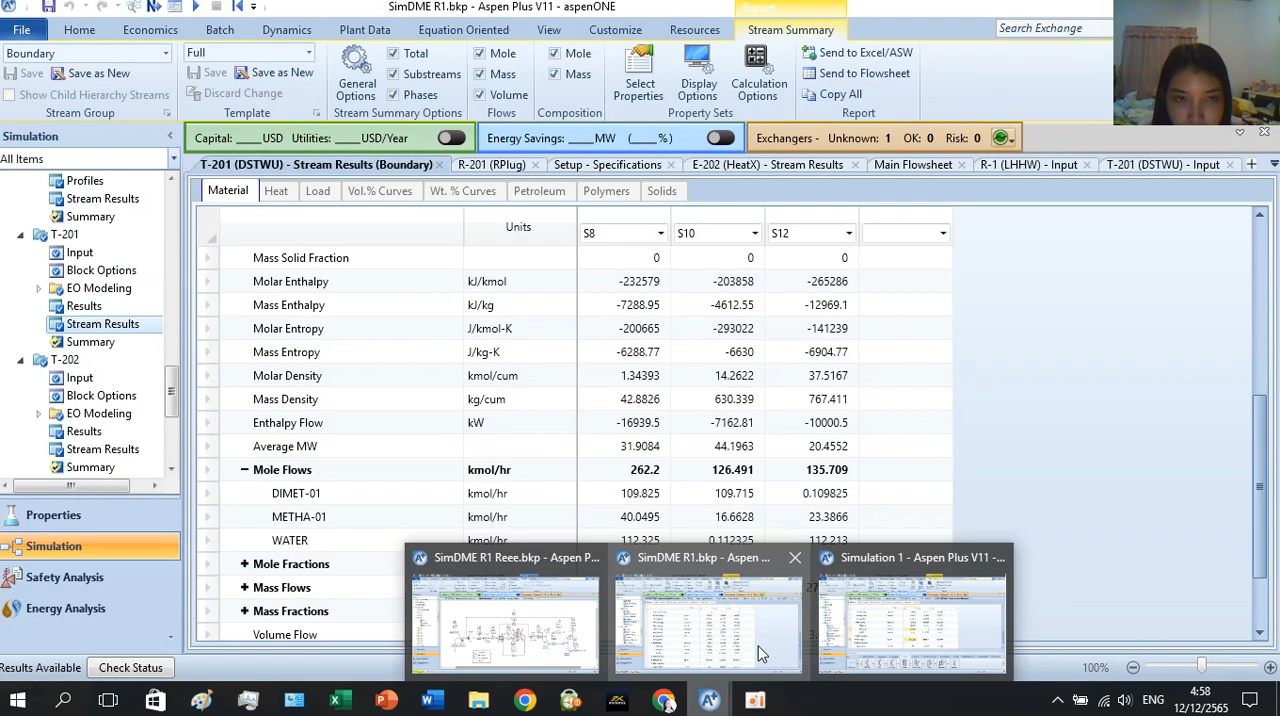 SimDME R1.bkp - Aspen Plus V11 - aspenONE
Report
File Home Economics Batch Dynamics Plant Data Equation Oriented View Customize Resources Stream Summary Search Exchange
Boundary
Save Save as New
Show Child Hierarchy Streams
Stream Group
Full
Save Save as New
Discard Change
Template
General Options
Total
Substreams
Phases
Stream Summary Options
Mole
Mass
Volume
Flows
Mole
Mass
Composition
Select Properties
Display Options
Calculation Options
Property Sets
Send to Excel/ASW
Send to Flowsheet
Copy All
Report
Simulation
Capital: ____ USD Utilities: ____ USD/Year
Energy Savings: ____ MW (____ %)
Exchangers - Unknown: 1 OK: 0 Risk: 0
All Items
T-201 (DSTWU) - Stream Results (Boundary) R-201 (RPlug) Setup - Specifications E-202 (HeatX) - Stream Results Main Flowsheet R-1 (LHHW) - Input T-201 (DSTWU) - Input
Material Heat Load Vol.% Curves Wt. % Curves Petroleum Polymers Solids
Profiles
Stream Results
Summary
T-201
Input
Block Options
EO Modeling
Results
Stream Results
Summary
T-202
Input
Block Options
EO Modeling
Results
Stream Results
Summary
Properties
Simulation
Safety Analysis
Energy Analysis
Units S8 S10 S12
Mass Solid Fraction 0 0 0
Molar Enthalpy kJ/kmol -232579 -203858 -265286
Mass Enthalpy kJ/kg -7288.95 -4612.55 -12969.1
Molar Entropy J/kmol-K -200665 -293022 -141239
Mass Entropy J/kg-K -6288.77 -6630 -6904.77
Molar Density kmol/cum 1.34393 14.2622 37.5167
Mass Density kg/cum 42.8826 630.339 767.411
Enthalpy Flow kW -16939.5 -7162.81 -10000.5
Average MW 31.9084 44.1963 20.4552
Mole Flows kmol/hr 262.2 126.491 135.709
DIMET-01 kmol/hr 109.825 109.715 0.109825
METHA-01 kmol/hr 40.0495 16.6628 23.3866
WATER kmol/hr 112.325 0.112325 112.213
Mole Fractions
Mass Flows
Mass Fractions
Volume Flow
SimDME R1 Reee.bkp - Aspen P... SimDME R1.bkp - Aspen ... Simulation 1 - Aspen Plus V11 -...
Results Available Check Status
100%
ENG
4:58
12/12/2565